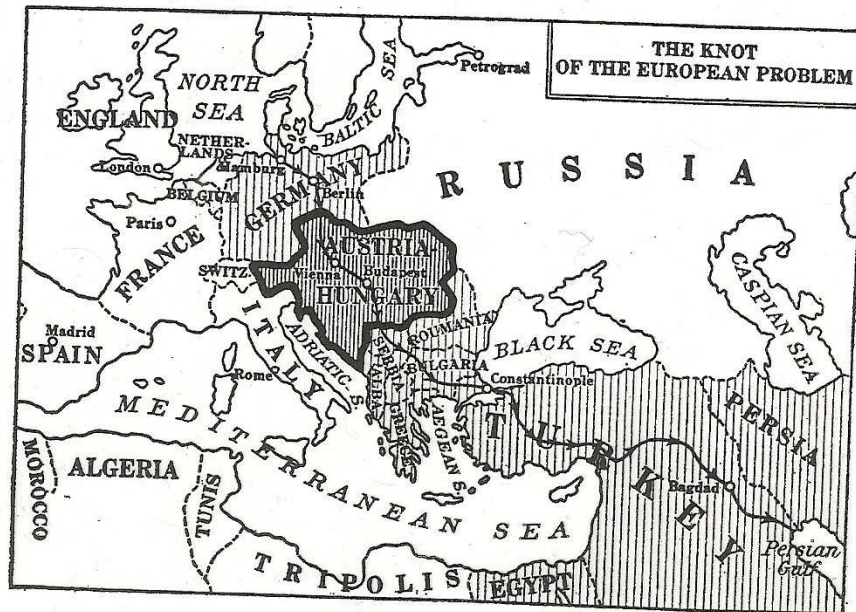 THE KNOT
OF THE EUROPEAN PROBLEM
Petrograd
NORTH
SEA
BALTIC
SEA
ENGLAND
NETHER-
LANDS
Hamburg
London
BELGIUM
GERMANY
Berlin
RUSSIA
Paris
FRANCE
AUSTRIA
Vienna
Budapest
HUNGARY
SWITZ.
CASPIAN SEA
ITALY
ADRIATIC. S.
ROUMANIA
SERBIA
BULGARIA
BLACK SEA
Madrid
SPAIN
Rome
ALBA.
GREECE
AEGEAN S.
Constantinople
TURKEY
PERSIA
MEDITERRANEAN SEA
MOROCCO
ALGERIA
TUNIS
TRIPOLIS
EGYPT
Bagdad
Persian
Gulf